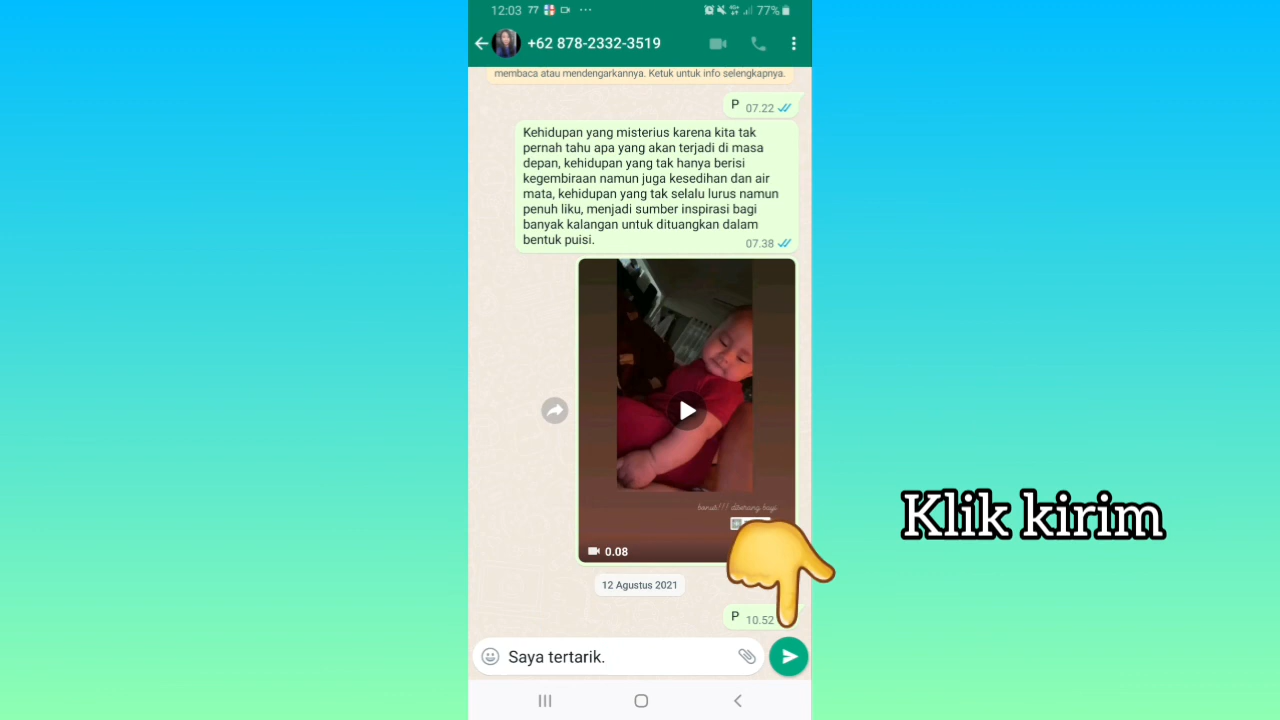 12:03 77
77%
+62 878-2332-3519
membaca atau mendengarkannya. Ketuk untuk info selengkapnya.
P 07.22
Kehidupan yang misterius karena kita tak
pernah tahu apa yang akan terjadi di masa
depan, kehidupan yang tak hanya berisi
kegembiraan namun juga kesedihan dan air
mata, kehidupan yang tak selalu lurus namun
penuh liku, menjadi sumber inspirasi bagi
banyak kalangan untuk dituangkan dalam
bentuk puisi.
07.38
0.08
Klik kirim
12 Agustus 2021
P 10.52
Saya tertarik.